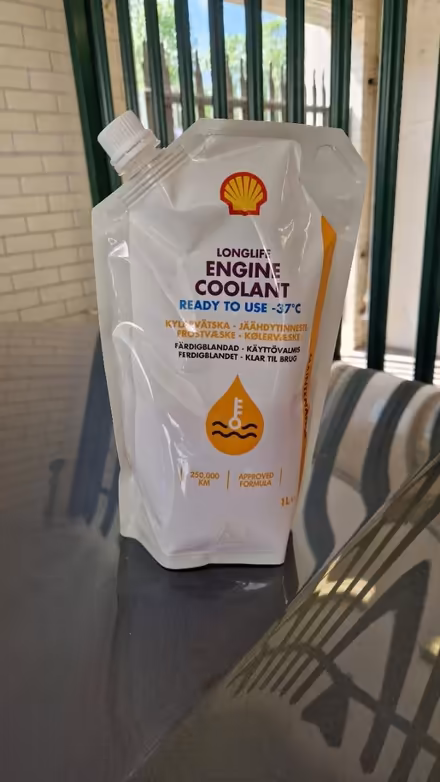 LONGLIFE
ENGINE
COOLANT
READY TO USE -37°C
KYLARVÄTSKA - JÄÄHDYTINNESTE
FROSTVÆSKE - KØLERVÆSKE
FÄRDIGBLANDAD - KÄYTTÖVALMIS
FERDIGBLANDET - KLAR TIL BRUG
250,000
KM
APPROVED
FORMULA
1L